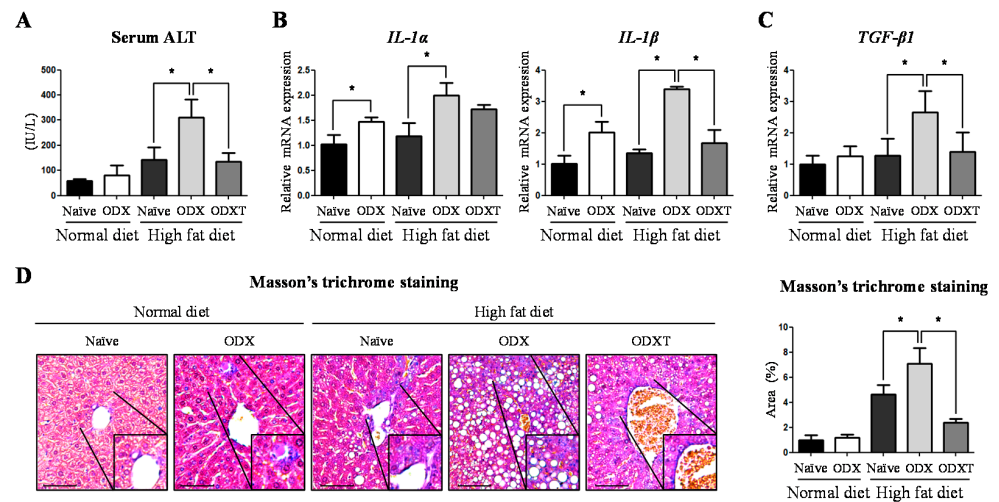 A
Serum ALT
(IU/L)
500
400
300
200
100
0
*
*
Naïve ODX Naïve ODX ODXT
Normal diet High fat diet
B
IL-1α
Relative mRNA expression
3.0
2.5
2.0
1.5
1.0
0.5
0.0
*
*
Naïve ODX Naïve ODX ODXT
Normal diet High fat diet
IL-1β
Relative mRNA expression
4
3
2
1
0
*
*
*
Naïve ODX Naïve ODX ODXT
Normal diet High fat diet
C
TGF-β1
Relative mRNA expression
4
3
2
1
0
*
*
Naïve ODX Naïve ODX ODXT
Normal diet High fat diet
D
Masson’s trichrome staining
Normal diet High fat diet
Naïve ODX Naïve ODX ODXT
Masson’s trichrome staining
Area (%)
10
8
6
4
2
0
*
*
Naïve ODX Naïve ODX ODXT
Normal diet High fat diet